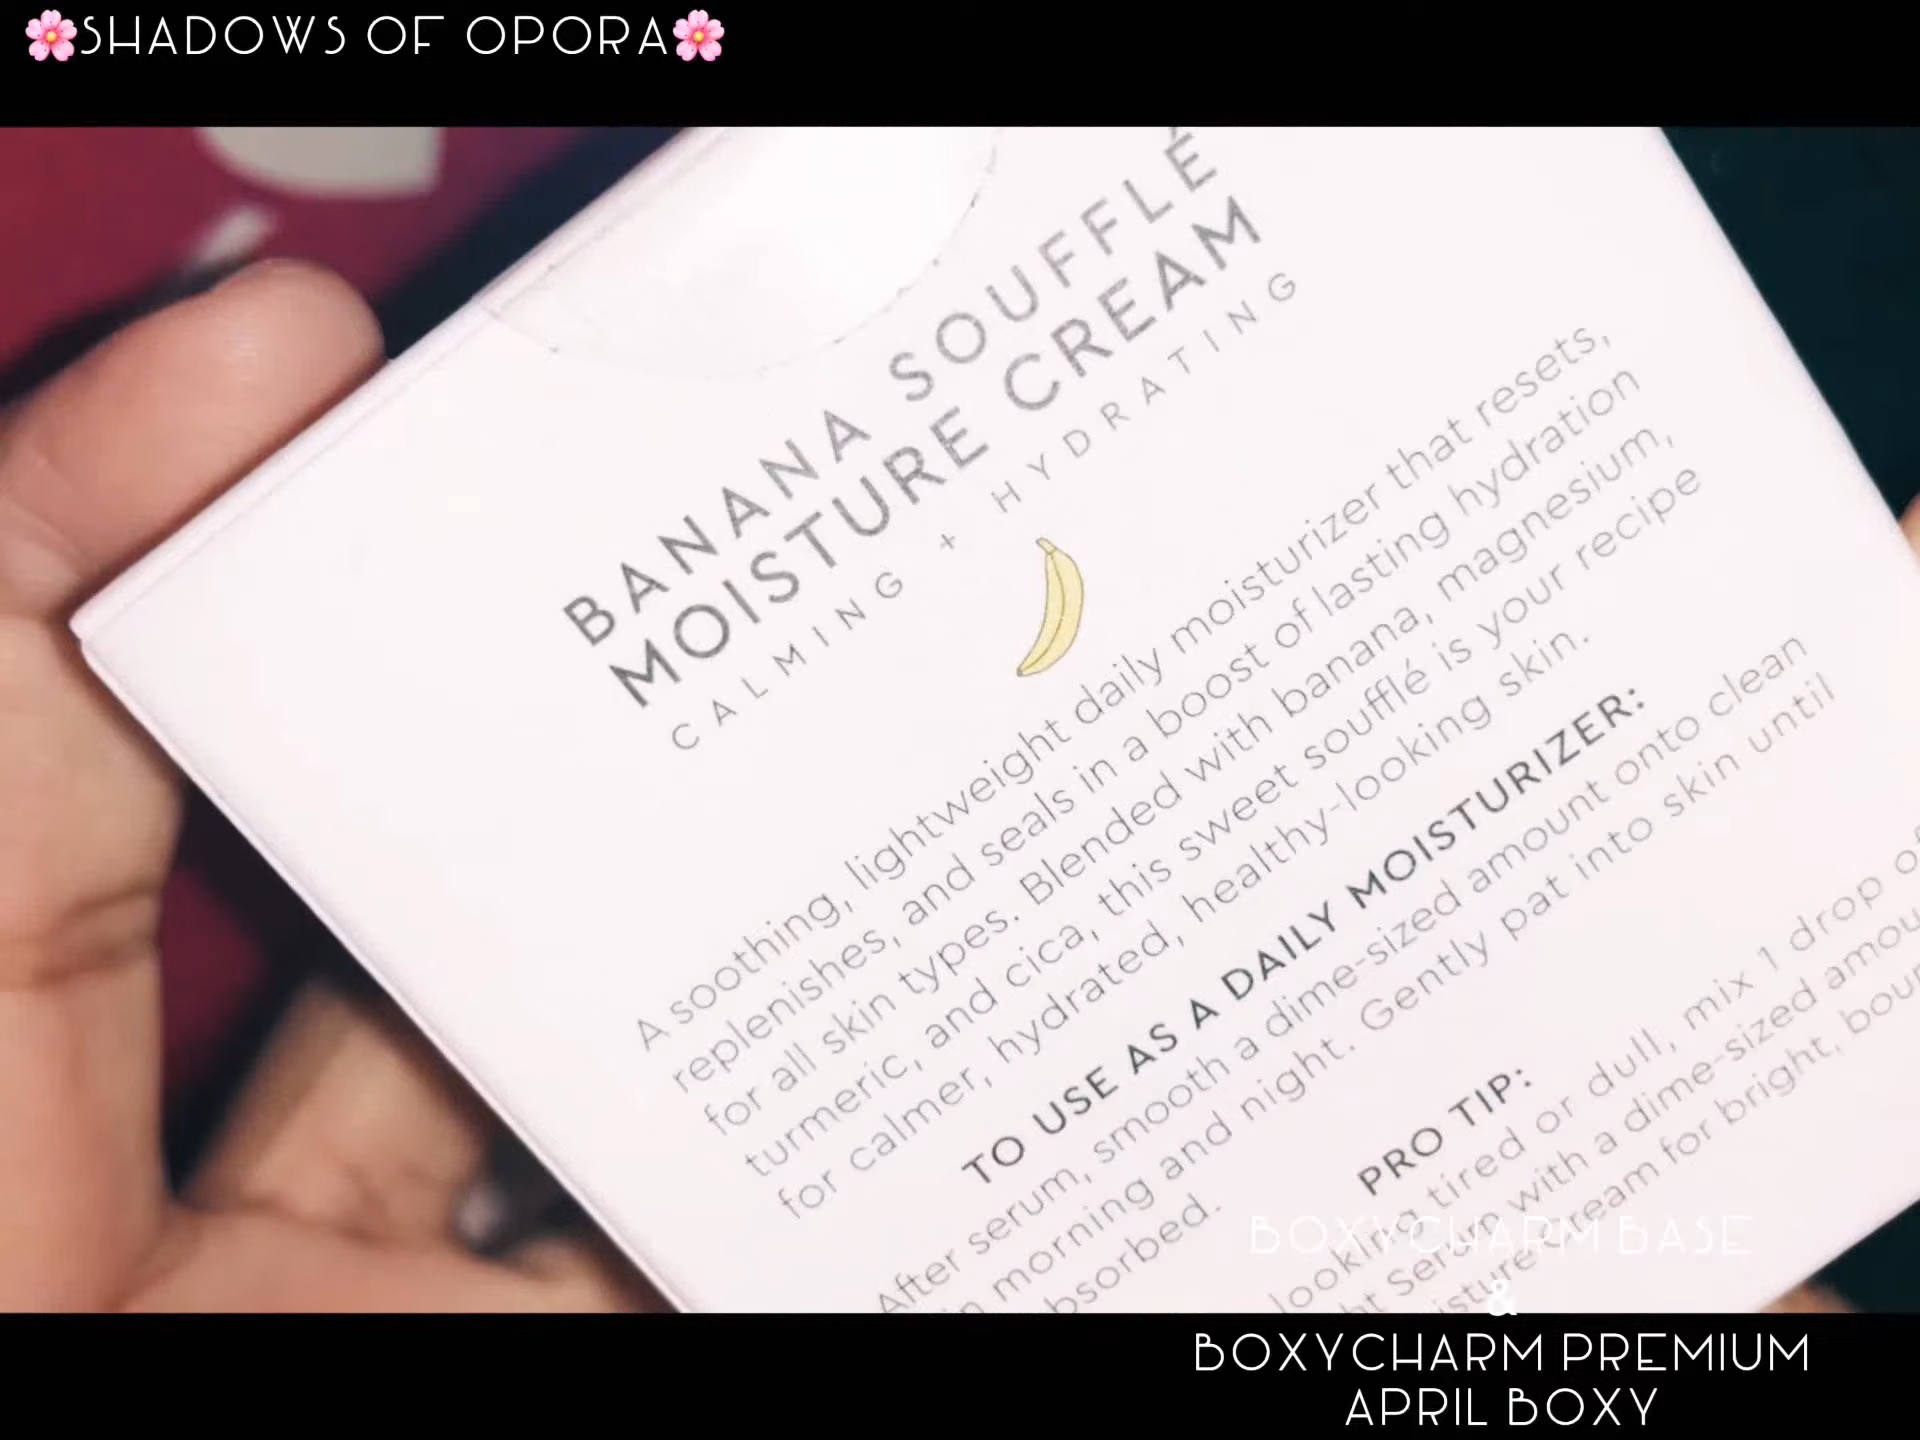 🌸SHADOWS OF OPORA🌸
BANANA SOUFFLÉ
MOISTURE CREAM
CALMING + HYDRATING
A soothing, lightweight daily moisturizer that resets,
replenishes, and seals in a boost of lasting hydration
for all skin types. Blended with banana, magnesium,
turmeric, and cica, this sweet soufflé is your recipe
for calmer, hydrated, healthy-looking skin.
TO USE AS A DAILY MOISTURIZER:
After serum, smooth a dime-sized amount onto clean
morning and night. Gently pat into skin until
PRO TIP:
looking tired or dull, mix 1 drop of
Serum with a dime-sized
for bright,
BOXYCHARM BASE
&
BOXYCHARM PREMIUM
APRIL BOXY